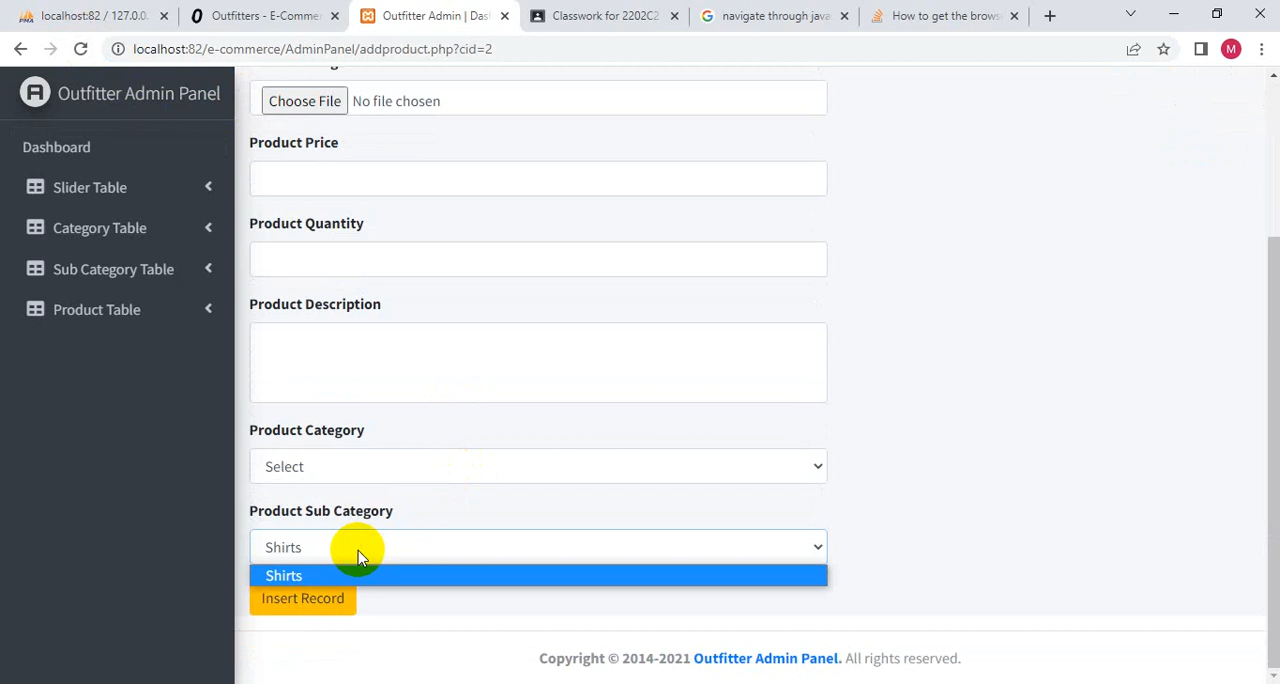 localhost:82 / 127.0.0.
Outfitters - E-Commer
Outfitter Admin | Das
Classwork for 2202C2
navigate through java
How to get the brows
localhost:82/e-commerce/AdminPanel/addproduct.php?cid=2
M
Outfitter Admin Panel
Dashboard
Slider Table
Category Table
Sub Category Table
Product Table
Choose File No file chosen
Product Price
Product Quantity
Product Description
Product Category
Select
Product Sub Category
Shirts
Shirts
Insert Record
Copyright © 2014-2021 Outfitter Admin Panel. All rights reserved.